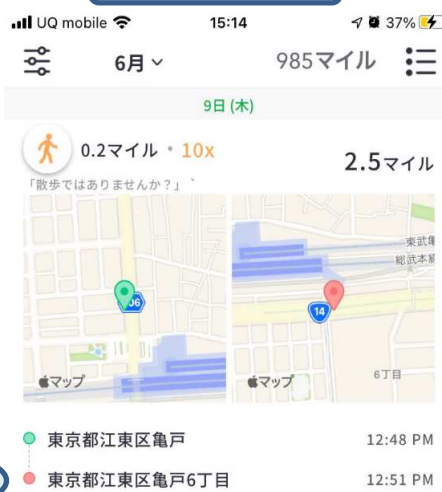 UQ mobile 15:14 37%
6月 985マイル
9日 (木)
0.2マイル • 10x 2.5マイル
「散歩ではありませんか？」
東武亀
総武本線
14
マップ
マップ 6丁目
東京都江東区亀戸 12:48 PM
東京都江東区亀戸6丁目 12:51 PM